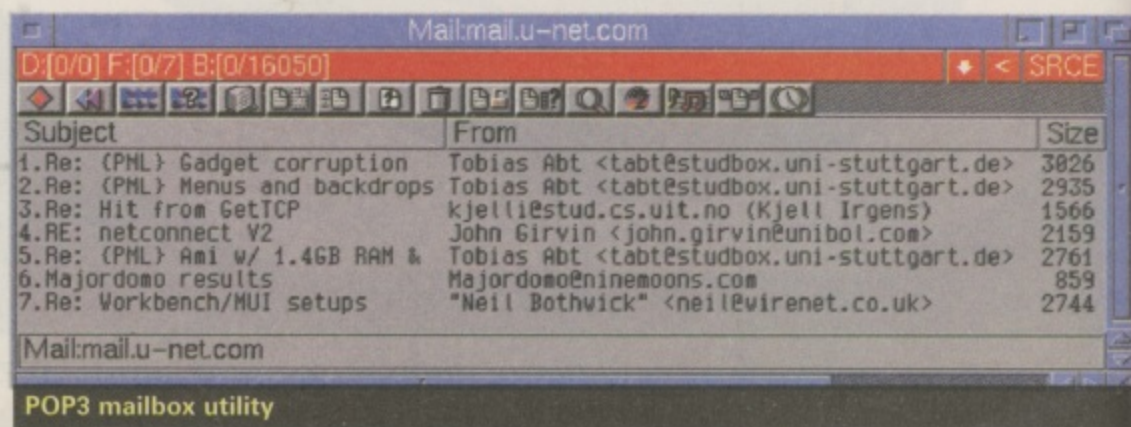 Mail:mail.u-net.com
D:[0/0] F:[0/7] B:[0/16050] < SRCE
Subject From Size
1.Re: {PML} Gadget corruption Tobias Abt <tabt@studbox.uni-stuttgart.de> 3026
2.Re: {PML} Menus and backdrops Tobias Abt <tabt@studbox.uni-stuttgart.de> 2935
3.Re: Hit from GetTCP kjelli@stud.cs.uit.no (Kjell Irgens) 1566
4.RE: netconnect V2 John Girvin <john.girvin@unibol.com> 2159
5.Re: {PML} Ami w/ 1.4GB RAM & Tobias Abt <tabt@studbox.uni-stuttgart.de> 2761
6.Majordomo results Majordomo@ninemoons.com 859
7.Re: Workbench/MUI setups "Neil Bothwick" <neil@wirenet.co.uk> 2744
Mail:mail.u-net.com
POP3 mailbox utility